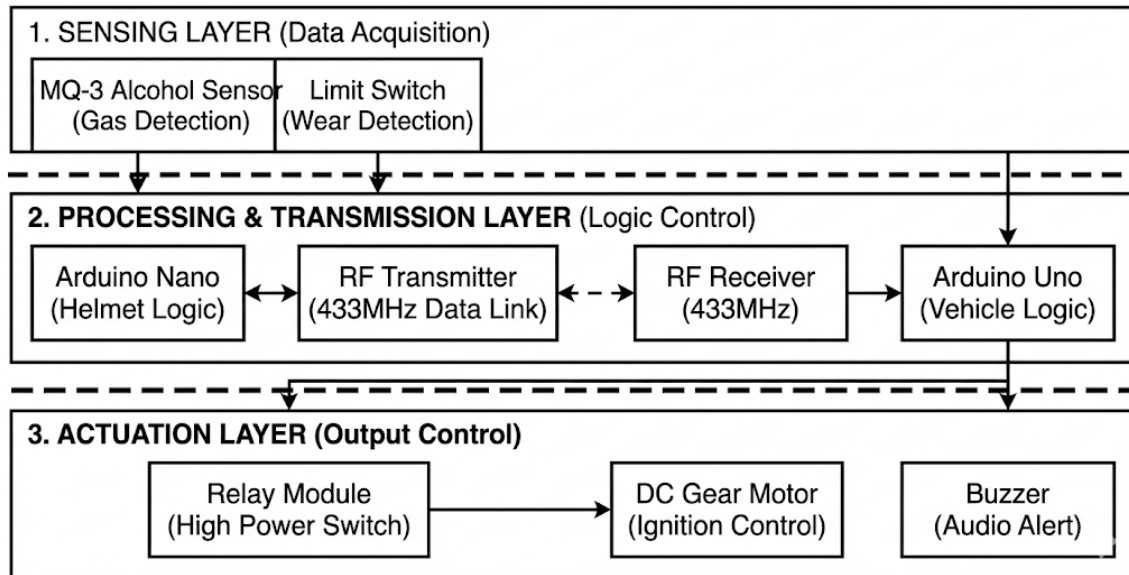 1. SENSING LAYER (Data Acquisition)
MQ-3 Alcohol Sensor
(Gas Detection)
Limit Switch
(Wear Detection)
2. PROCESSING & TRANSMISSION LAYER (Logic Control)
Arduino Nano
(Helmet Logic)
RF Transmitter
(433MHz Data Link)
RF Receiver
(433MHz)
Arduino Uno
(Vehicle Logic)
3. ACTUATION LAYER (Output Control)
Relay Module
(High Power Switch)
DC Gear Motor
(Ignition Control)
Buzzer
(Audio Alert)